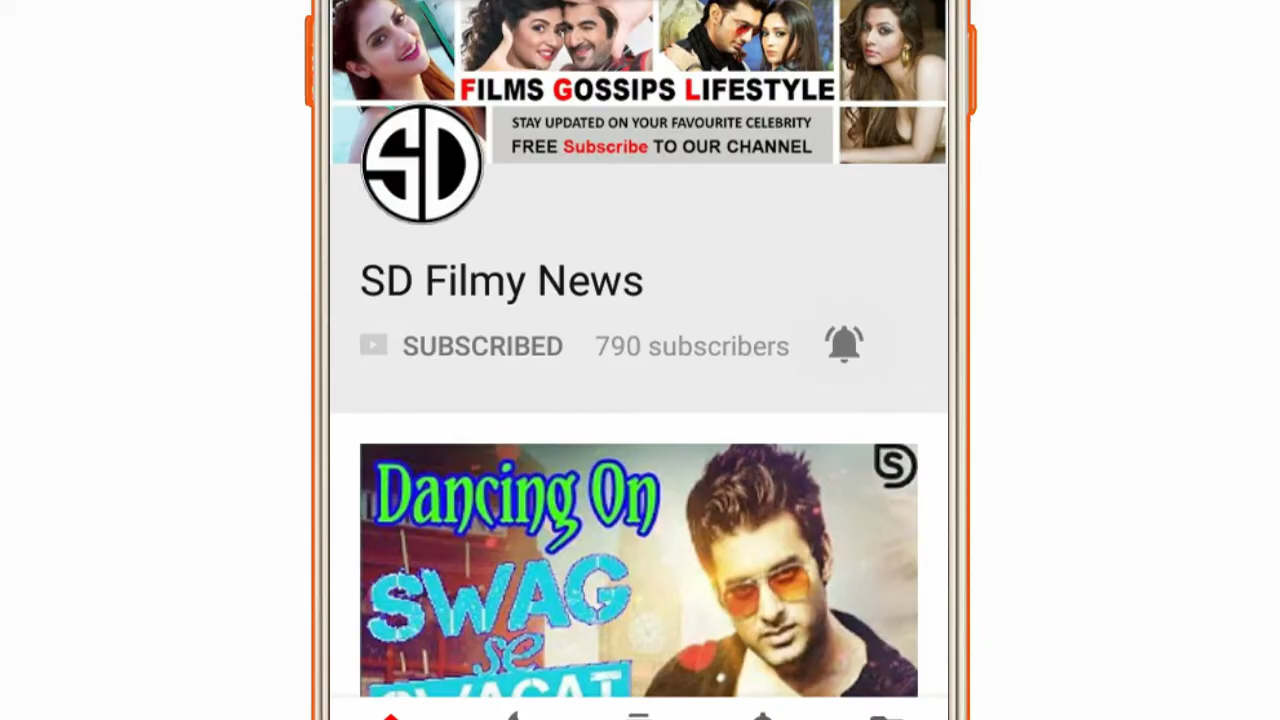 FILMS GOSSIPS LIFESTYLE
STAY UPDATED ON YOUR FAVOURITE CELEBRITY
FREE Subscribe TO OUR CHANNEL
SD
SD Filmy News
SUBSCRIBED 790 subscribers
Dancing On
SWAG
se
SWAGAT